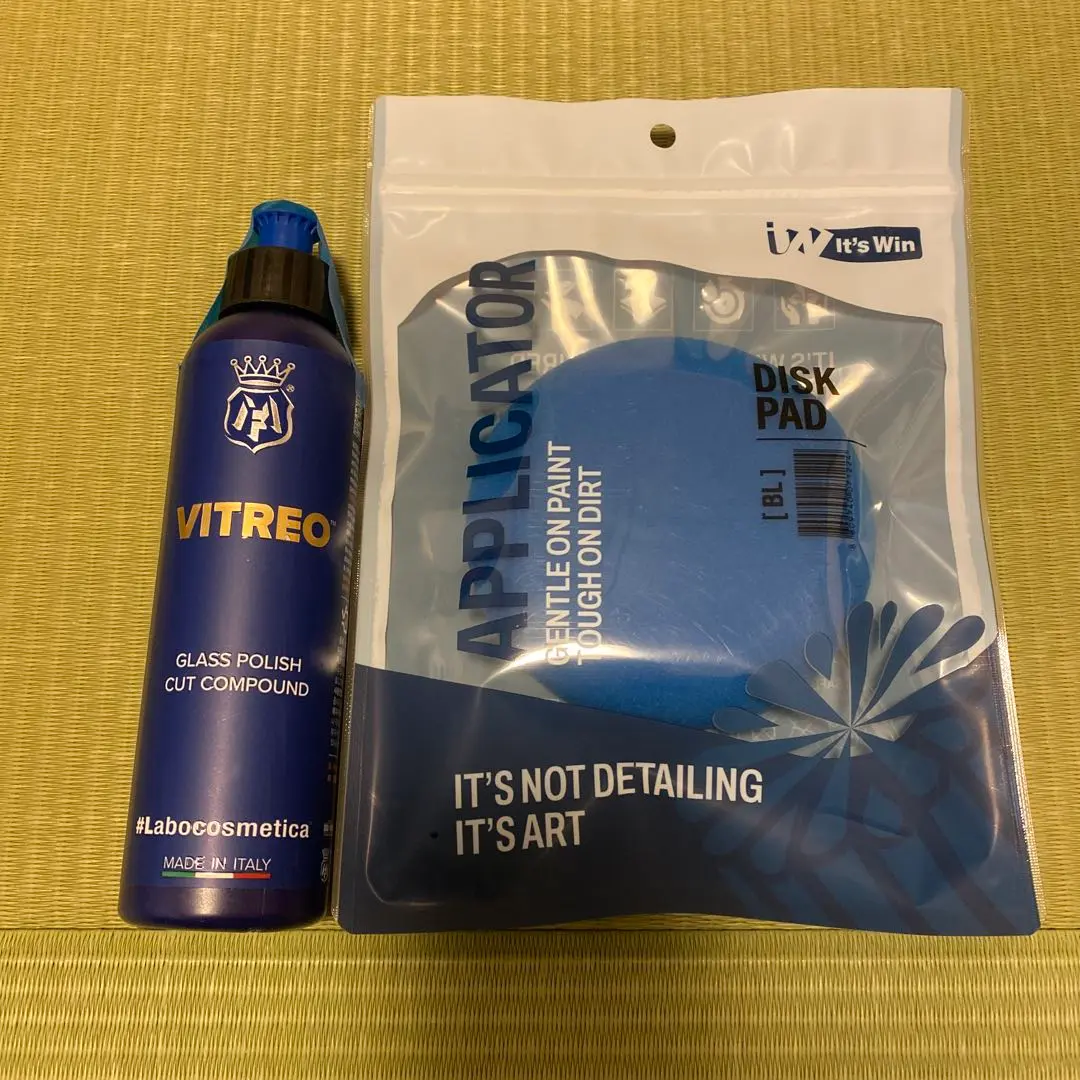 VITREO
GLASS POLISH
CUT COMPOUND
#Labocosmetica
MADE IN ITALY
iw It's Win
APPLICATOR
GENTLE ON PAINT
TOUGH ON DIRT
DISK
PAD
[BL]
IT'S NOT DETAILING
IT'S ART